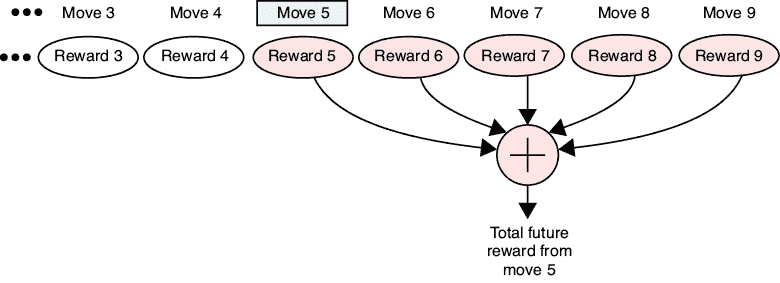 ••• Move 3 Move 4 Move 5 Move 6 Move 7 Move 8 Move 9
••• Reward 3 Reward 4 Reward 5 Reward 6 Reward 7 Reward 8 Reward 9
+
Total future
reward from
move 5